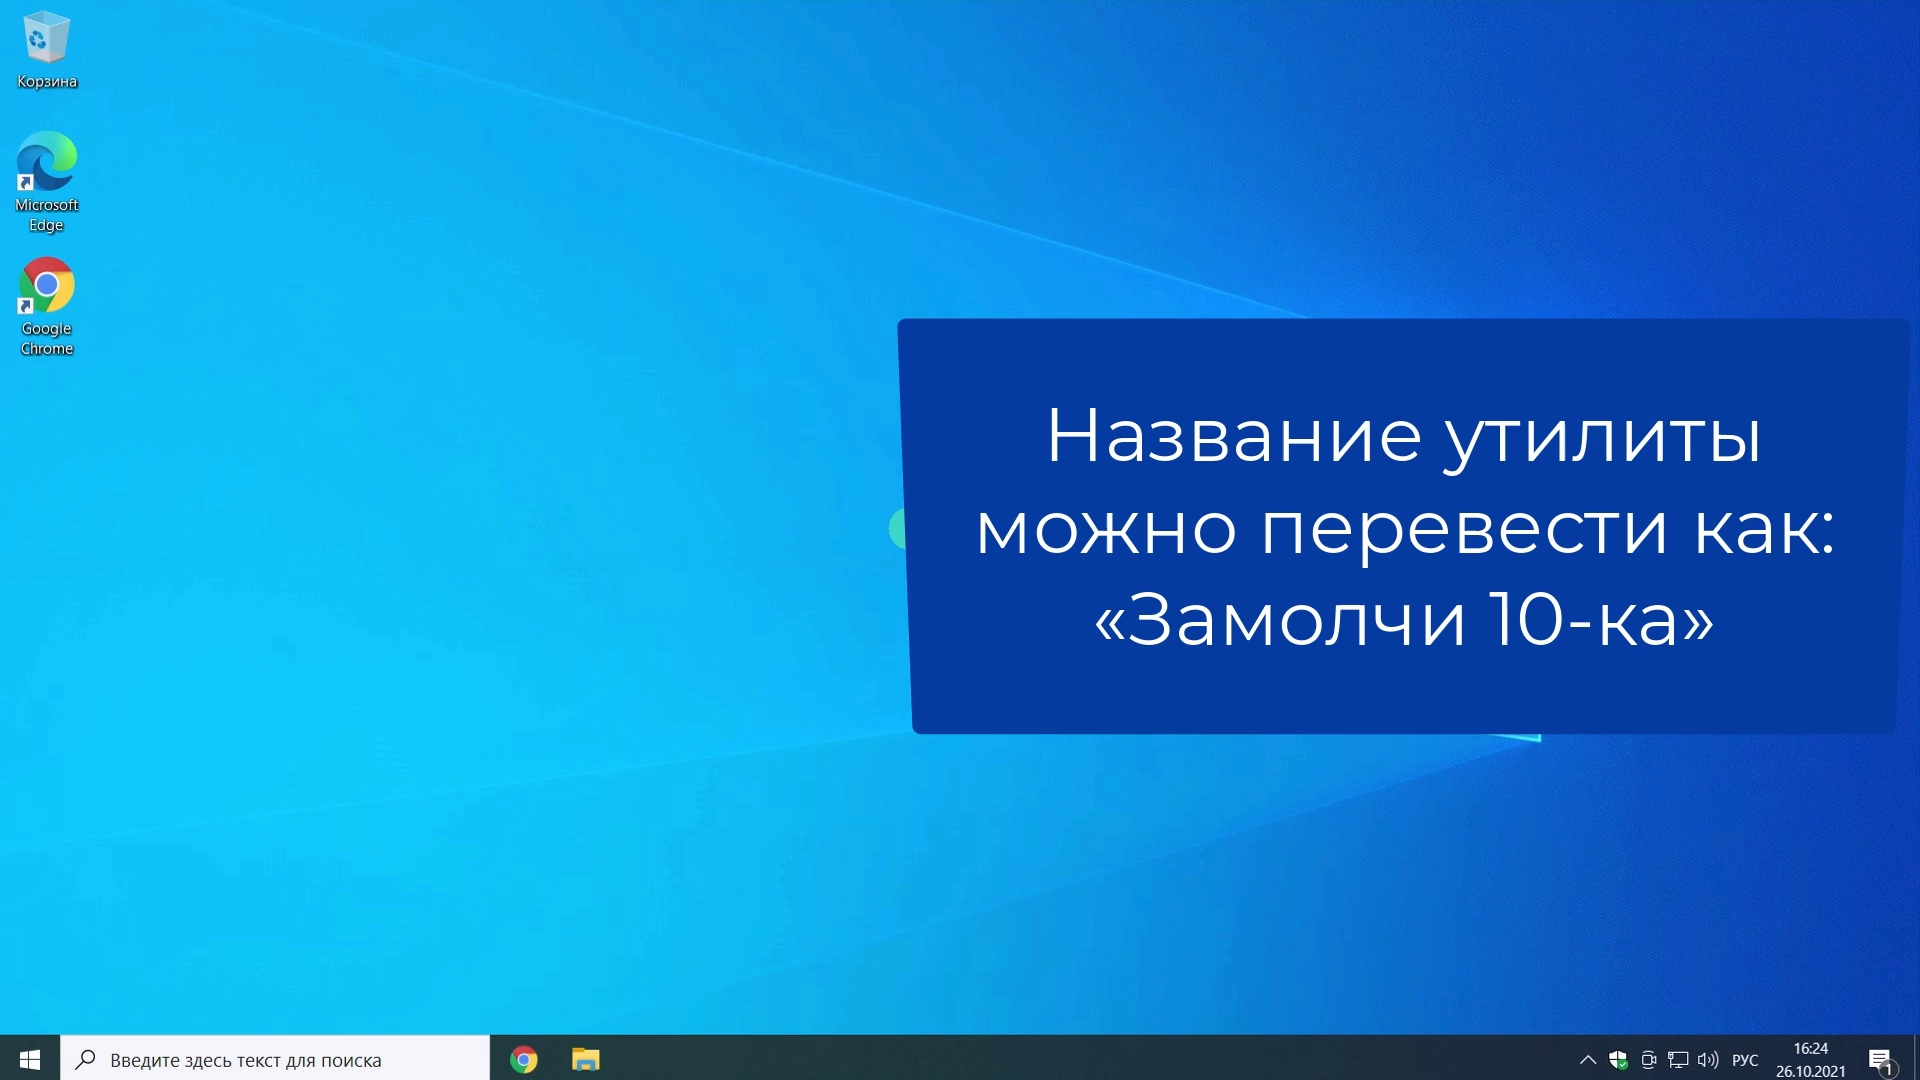 Корзина
Microsoft
Edge
Google
Chrome
Название утилиты
можно перевести как:
«Замолчи 10-ка»
Введите здесь текст для поиска
РУС
16:24
26.10.2021
1